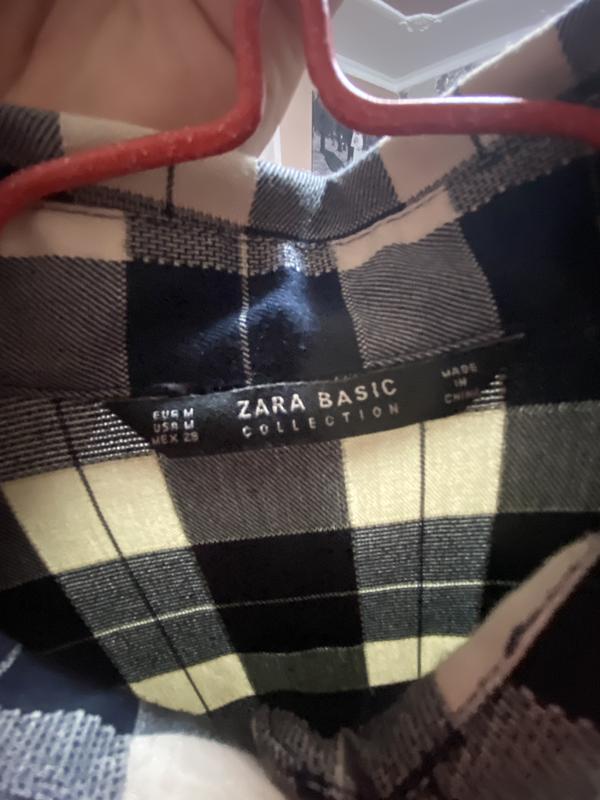 EUR M
USA M
MEX 28
ZARA BASIC
COLLECTION
MADE
IN
CHINA